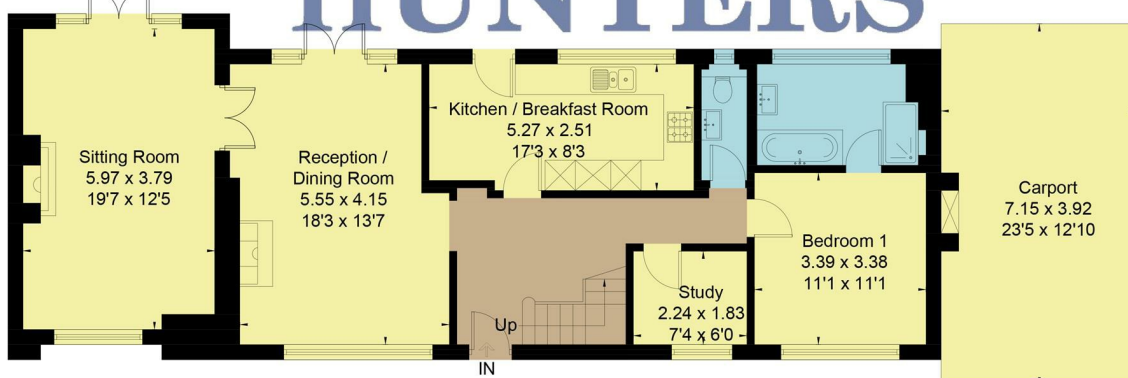 HUNTERS
Sitting Room
5.97 x 3.79
19'7 x 12'5
Reception /
Dining Room
5.55 x 4.15
18'3 x 13'7
Kitchen / Breakfast Room
5.27 x 2.51
17'3 x 8'3
Bedroom 1
3.39 x 3.38
11'1 x 11'1
Carport
7.15 x 3.92
23'5 x 12'10
Study
2.24 x 1.83
7'4 x 6'0
Up
IN